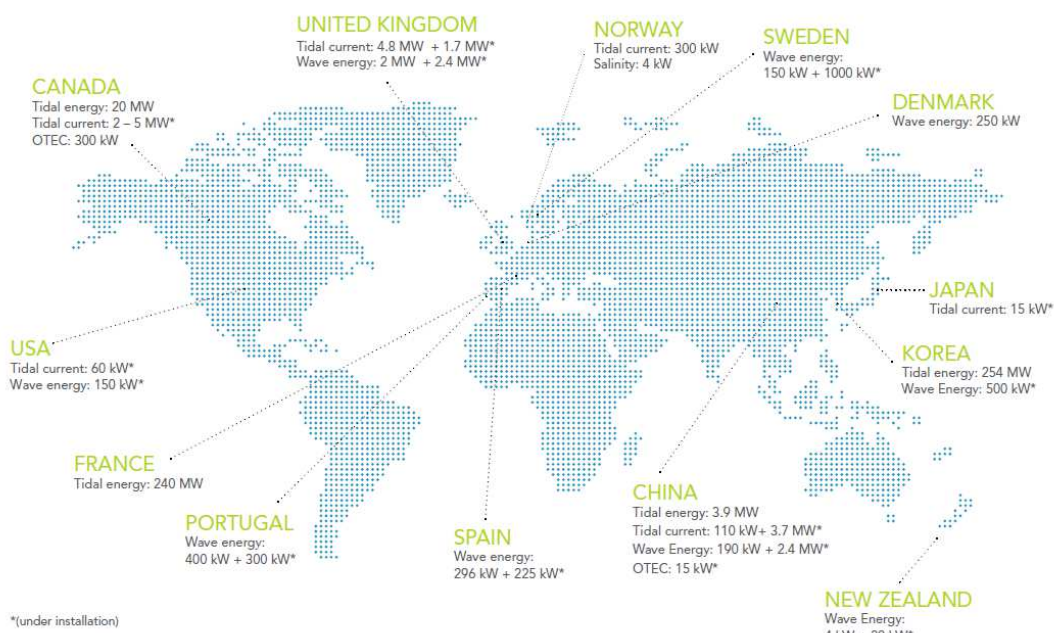 UNITED KINGDOM
Tidal current: 4.8 MW + 1.7 MW*
Wave energy: 2 MW + 2.4 MW*
NORWAY
Tidal current: 300 kW
Salinity: 4 kW
SWEDEN
Wave energy:
150 kW + 1000 kW*
CANADA
Tidal energy: 20 MW
Tidal current: 2 – 5 MW*
OTEC: 300 kW
DENMARK
Wave energy: 250 kW
JAPAN
Tidal current: 15 kW*
USA
Tidal current: 60 kW*
Wave energy: 150 kW*
KOREA
Tidal energy: 254 MW
Wave Energy: 500 kW*
FRANCE
Tidal energy: 240 MW
PORTUGAL
Wave energy:
400 kW + 300 kW*
SPAIN
Wave energy:
296 kW + 225 kW*
CHINA
Tidal energy: 3.9 MW
Tidal current: 110 kW+ 3.7 MW*
Wave Energy: 190 kW + 2.4 MW*
OTEC: 15 kW*
NEW ZEALAND
Wave Energy:
*(under installation)